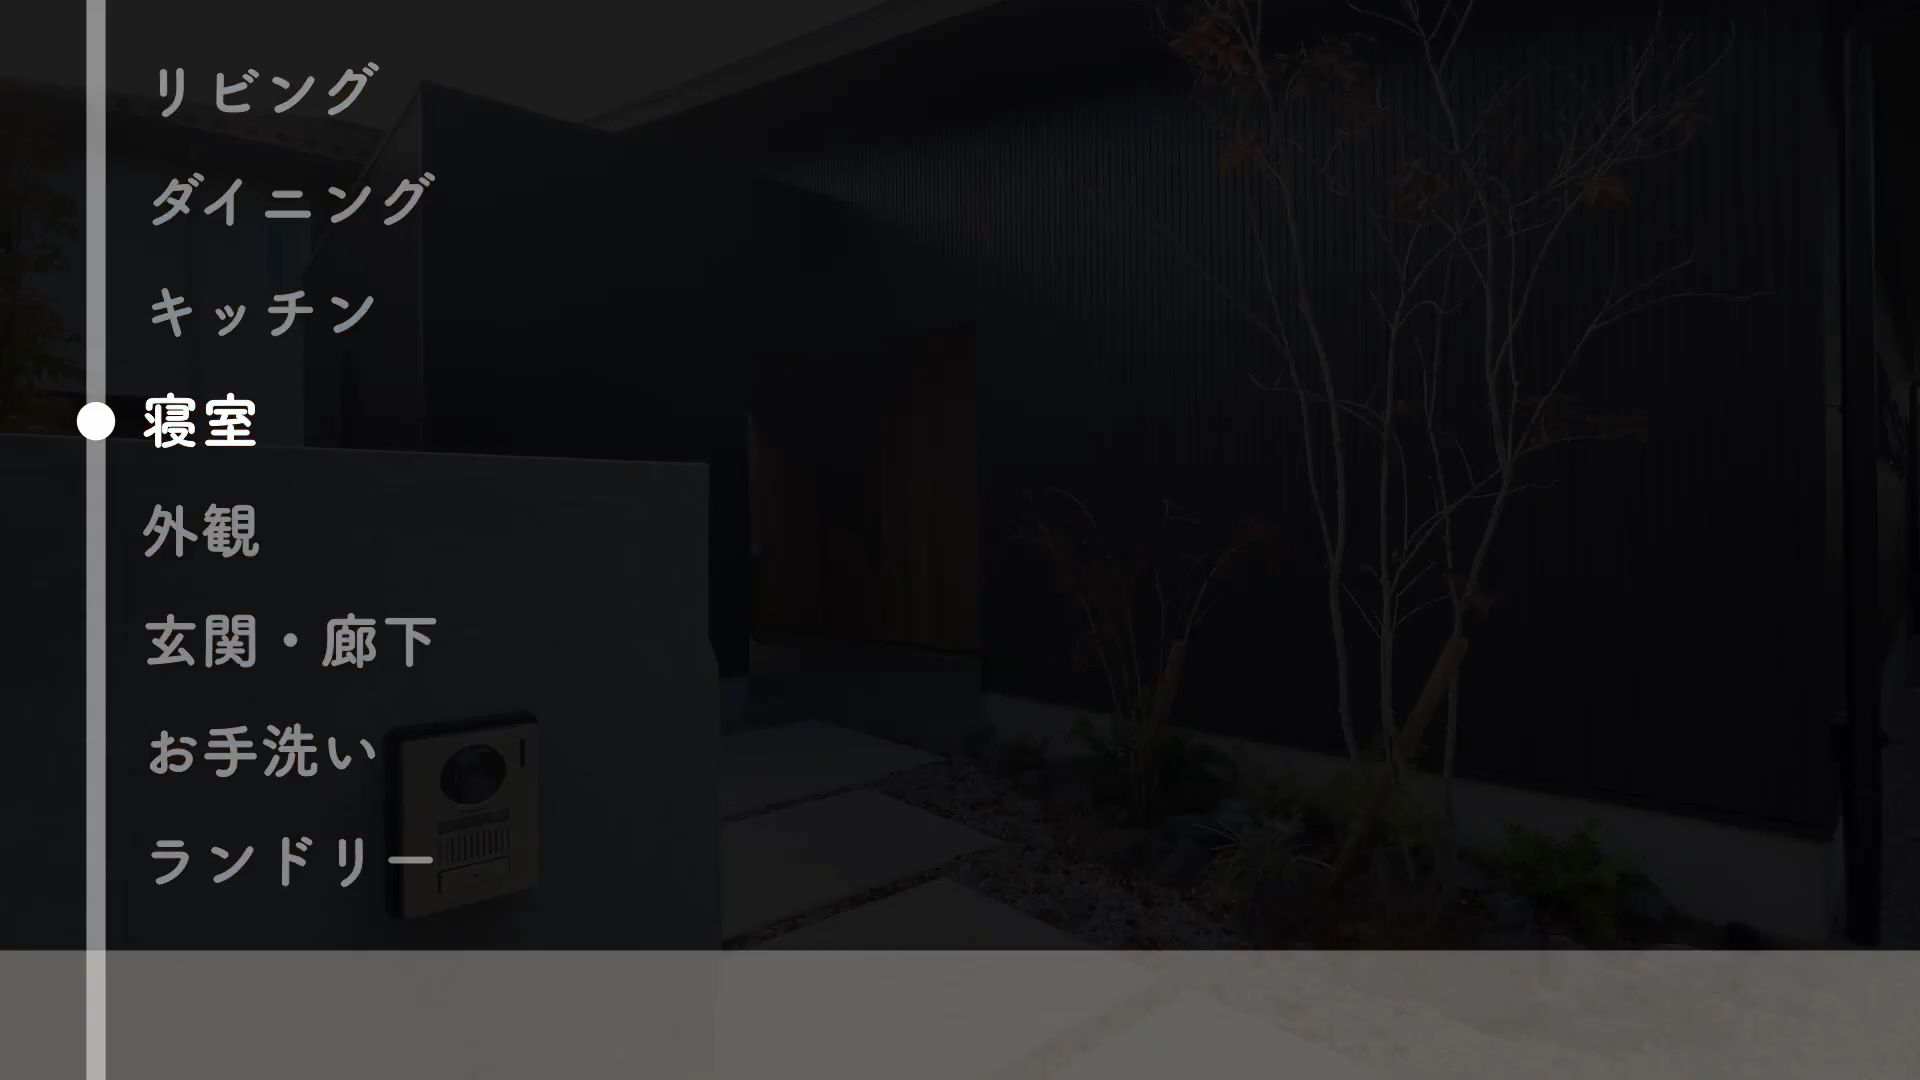 リビング
ダイニング
キッチン
寝室
外観
玄関・廊下
お手洗い
ランドリー